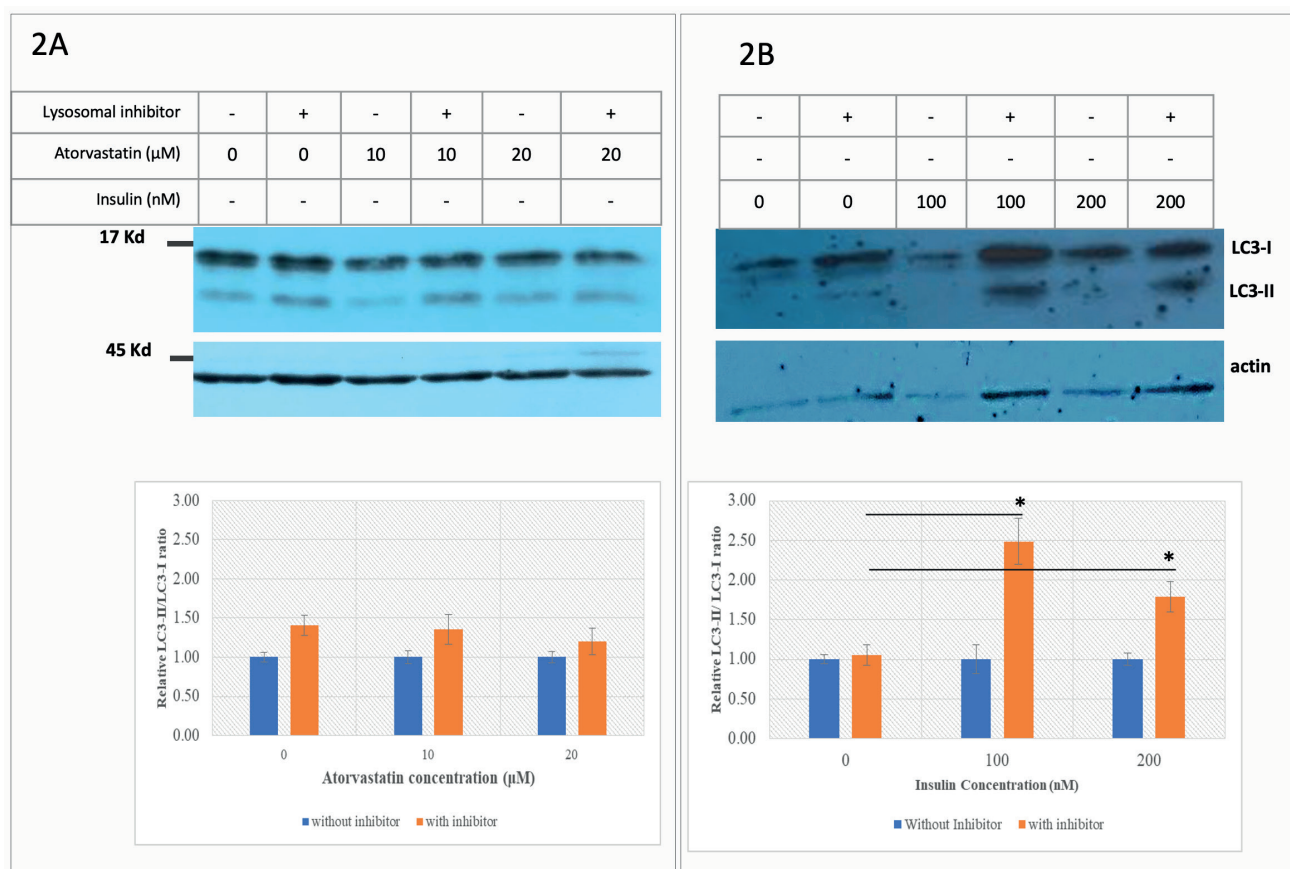 2A
Lysosomal inhibitor - + - + - +
Atorvastatin (µM) 0 0 10 10 20 20
Insulin (nM) - - - - - -
17 Kd
45 Kd
3.00
2.50
2.00
1.50
1.00
0.50
0.00
Relative LC3-II/LC3-I ratio
0 10 20
Atorvastatin concentration (µM)
without inhibitor with inhibitor
2B
- + - + - +
- - - - - -
0 0 100 100 200 200
LC3-I
LC3-II
actin
3.00
2.50
2.00
1.50
1.00
0.50
0.00
Relative LC3-II/ LC3-I ratio
*
*
0 100 200
Insulin Concentration (nM)
Without Inhibitor with inhibitor